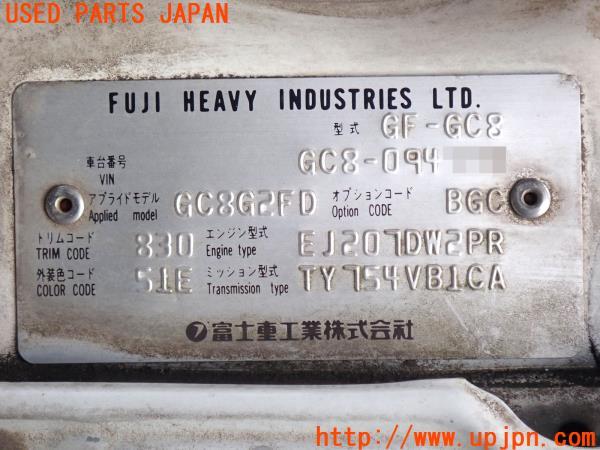 USED PARTS JAPAN
FUJI HEAVY INDUSTRIES LTD.
型式 GF-GC8
車台番号 VIN GC8-094
アプライドモデル Applied model GC8G2FD オプションコード Option CODE BGC
トリムコード TRIM CODE 830 エンジン型式 Engine type EJ207DW2PR
外装色コード COLOR CODE 51E ミッション型式 Transmission type TY754VB1CA
富士重工業株式会社
http://www.upjpn.com/